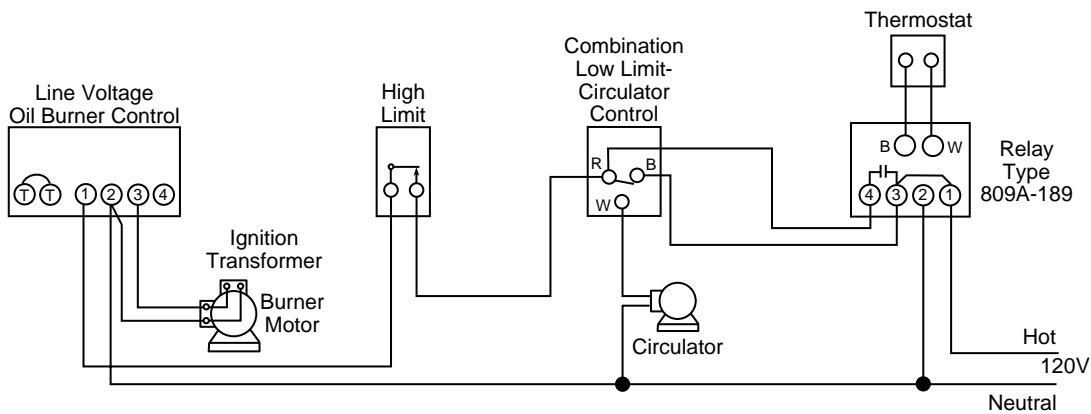 Thermostat
Combination
Low Limit-
Circulator
Control
Line Voltage
Oil Burner Control
High
Limit
B W
Relay
Type
809A-189
R B
W
4 3 2 1
T T 1 2 3 4
Ignition
Transformer
Burner
Motor
Circulator
Hot
120V
Neutral